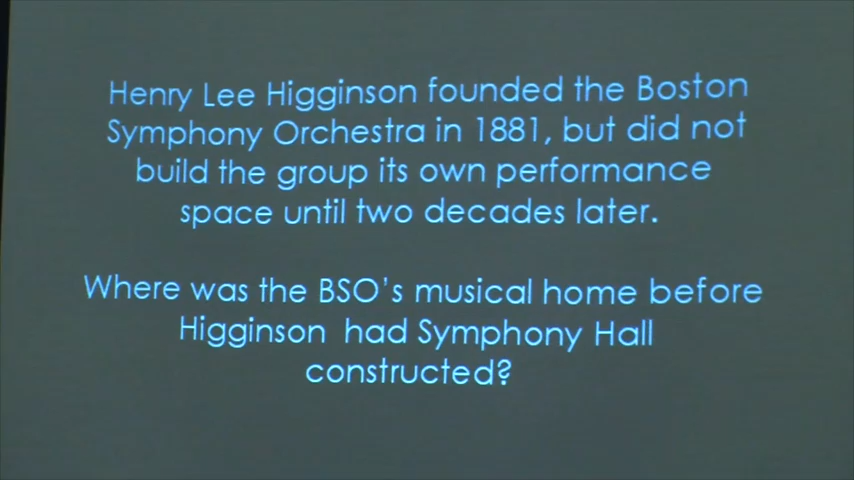 Henry Lee Higginson founded the Boston
Symphony Orchestra in 1881, but did not
build the group its own performance
space until two decades later.
Where was the BSO's musical home before
Higginson had Symphony Hall
constructed?